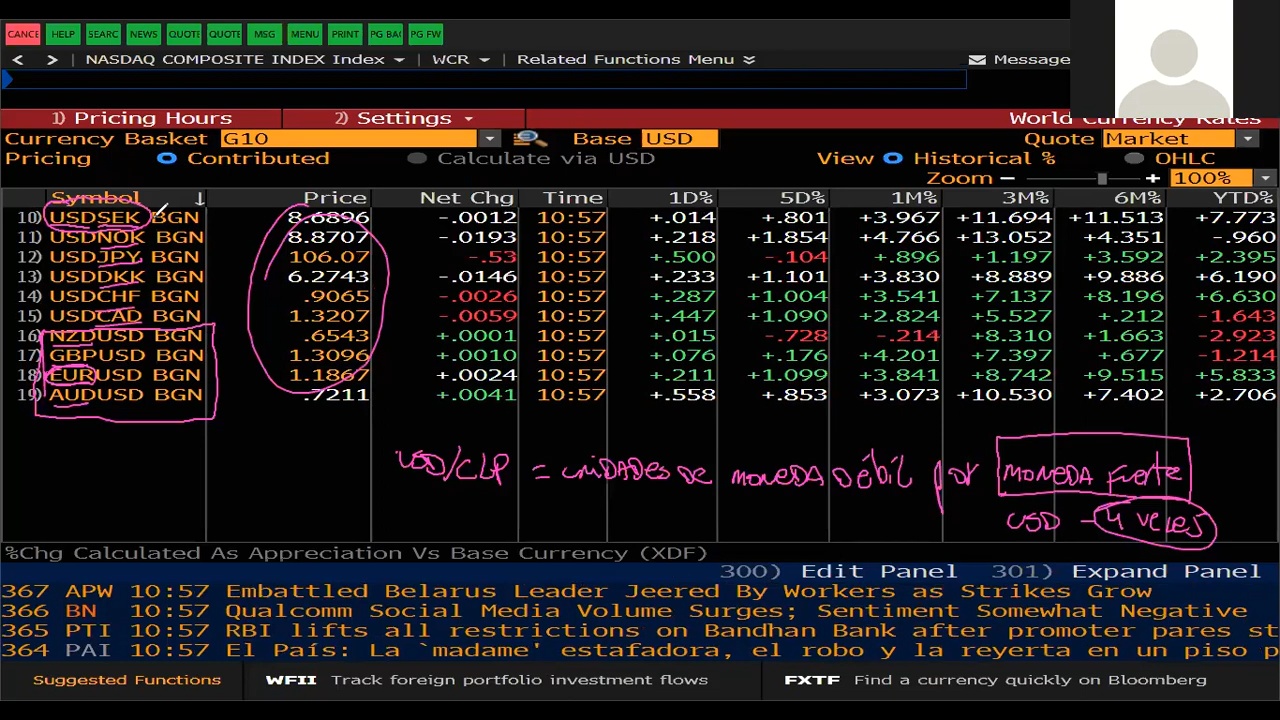 CANCE HELP SEARC NEWS QUOTE QUOTE MSG MENU PRINT PG BAC PG FW
< > NASDAQ COMPOSITE INDEX Index WCR Related Functions Menu Message
1) Pricing Hours 2) Settings World Currency Rates
Currency Basket G10 Base USD Quote Market
Pricing Contributed Calculate via USD View Historical % OHLC
Zoom − + 100%
Symbol ↓ Price Net Chg Time 1D% 5D% 1M% 3M% 6M% YTD%
10) USDSEK BGN 8.6896 -.0012 10:57 +.014 +.801 +3.967 +11.694 +11.513 +7.773
11) USDNOK BGN 8.8707 -.0193 10:57 +.218 +1.854 +4.766 +13.052 +4.351 -.960
12) USDJPY BGN 106.07 -.53 10:57 +.500 -.104 +.896 +1.197 +3.592 +2.395
13) USDDKK BGN 6.2743 -.0146 10:57 +.233 +1.101 +3.830 +8.889 +9.886 +6.190
14) USDCHF BGN .9065 -.0026 10:57 +.287 +1.004 +3.541 +7.137 +8.196 +6.630
15) USDCAD BGN 1.3207 -.0059 10:57 +.447 +1.090 +2.824 +5.527 +.212 -1.643
16) NZDUSD BGN .6543 +.0001 10:57 +.015 -.728 -.214 +8.310 +1.663 -2.923
17) GBPUSD BGN 1.3096 +.0010 10:57 +.076 +.176 +4.201 +7.397 +.677 -1.214
18) EURUSD BGN 1.1867 +.0024 10:57 +.211 +1.099 +3.841 +8.742 +9.515 +5.833
19) AUDUSD BGN .7211 +.0041 10:57 +.558 +.853 +3.073 +10.530 +7.402 +2.706
USD/CLP = unidades de moneda débil por moneda fuerte
USD - 4 veces
%Chg Calculated As Appreciation Vs Base Currency (XDF)
300) Edit Panel 301) Expand Panel
367 APW 10:57 Embattled Belarus Leader Jeered By Workers as Strikes Grow
366 BN 10:57 Qualcomm Social Media Volume Surges; Sentiment Somewhat Negative
365 PTI 10:57 RBI lifts all restrictions on Bandhan Bank after promoter pares st
364 PAI 10:57 El País: La `madame' estafadora, el robo y la reyerta en un piso p
Suggested Functions WFII Track foreign portfolio investment flows FXTF Find a currency quickly on Bloomberg